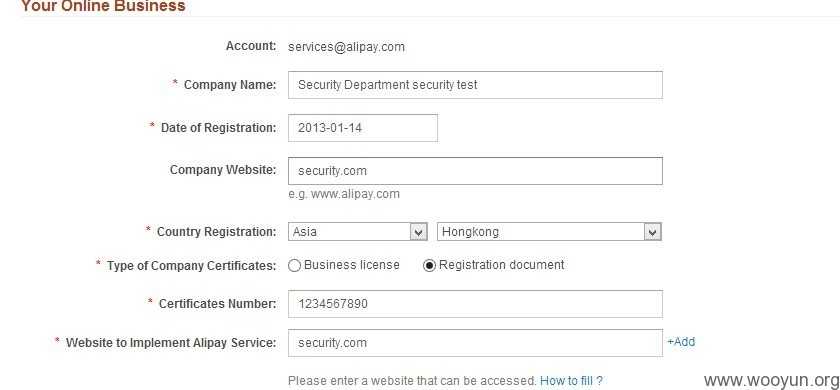 Your Online Business
Account: services@alipay.com
* Company Name: Security Department security test
* Date of Registration: 2013-01-14
Company Website: security.com
e.g. www.alipay.com
* Country Registration: Asia Hongkong
* Type of Company Certificates: Business license Registration document
* Certificates Number: 1234567890
* Website to Implement Alipay Service: security.com +Add
Please enter a website that can be accessed. How to fill ?
www.wooyun.org